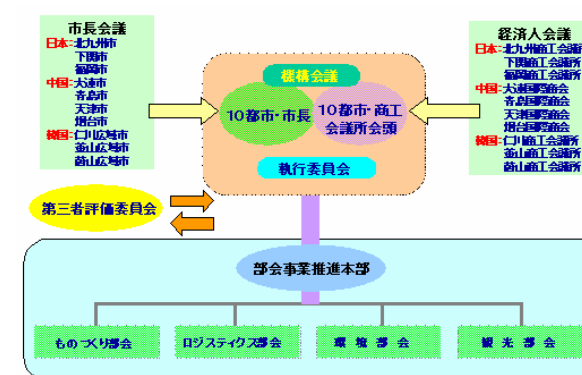 市長会議
日本:北九州市
下関市
福岡市
中国:大連市
青島市
天津市
烟台市
韓国:仁川広域市
釜山広域市
蔚山広域市
機構会議
10都市・市長
10都市・商工
会議所会頭
執行委員会
経済人会議
日本:北九州商工会議所
下関商工会議所
福岡商工会議所
中国:大連国際商会
青島国際商会
天津国際商会
烟台国際商会
韓国:仁川商工会議所
釜山商工会議所
蔚山商工会議所
第三者評価委員会
部会事業推進本部
ものづくり部会
ロジスティクス部会
環境部会
観光部会